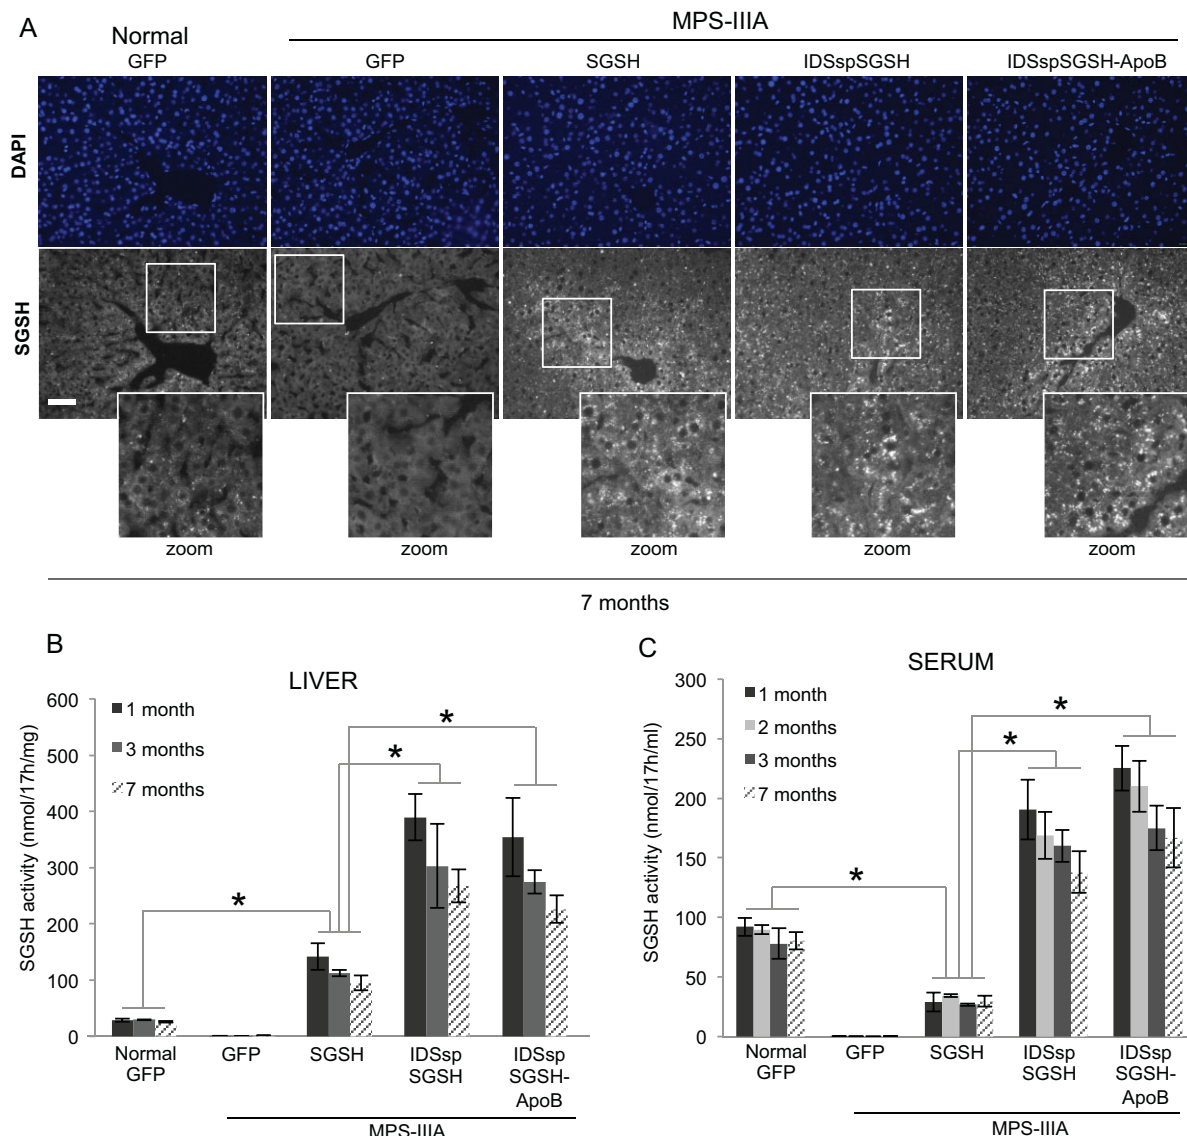 A
MPS-IIIA
Normal
GFP
GFP
SGSH
IDSspSGSH
IDSspSGSH-ApoB
DAPI
SGSH
zoom
zoom
zoom
zoom
zoom
7 months
B
LIVER
SGSH activity (nmol/17h/mg)
600
500
400
300
200
100
0
1 month
3 months
7 months
*
*
*
Normal
GFP
GFP
SGSH
IDSsp
SGSH
IDSsp
SGSH-
ApoB
MPS-IIIA
C
SERUM
SGSH activity (nmol/17h/ml)
300
250
200
150
100
50
0
1 month
2 months
3 months
7 months
*
*
*
Normal
GFP
GFP
SGSH
IDSsp
SGSH
IDSsp
SGSH-
ApoB
MPS-IIIA